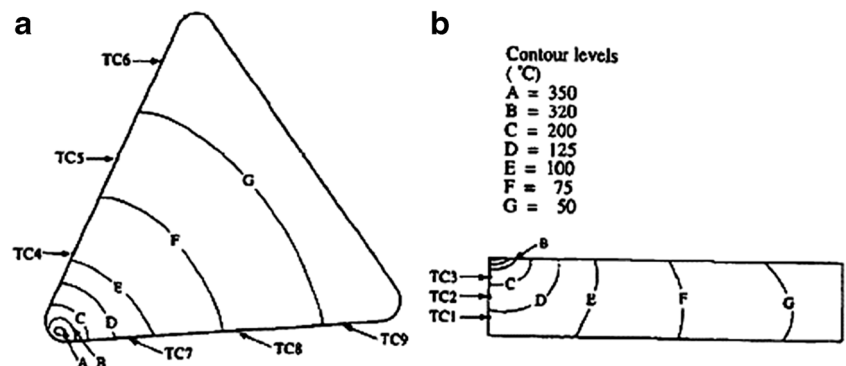 a
TC6
TC5
G
F
TC4
E
C
D
TC7
TC8
TC9
A
B
b
Contour levels
(°C)
A = 350
B = 320
C = 200
D = 125
E = 100
F = 75
G = 50
B
TC3
C
TC2
D
E
F
G
TC1